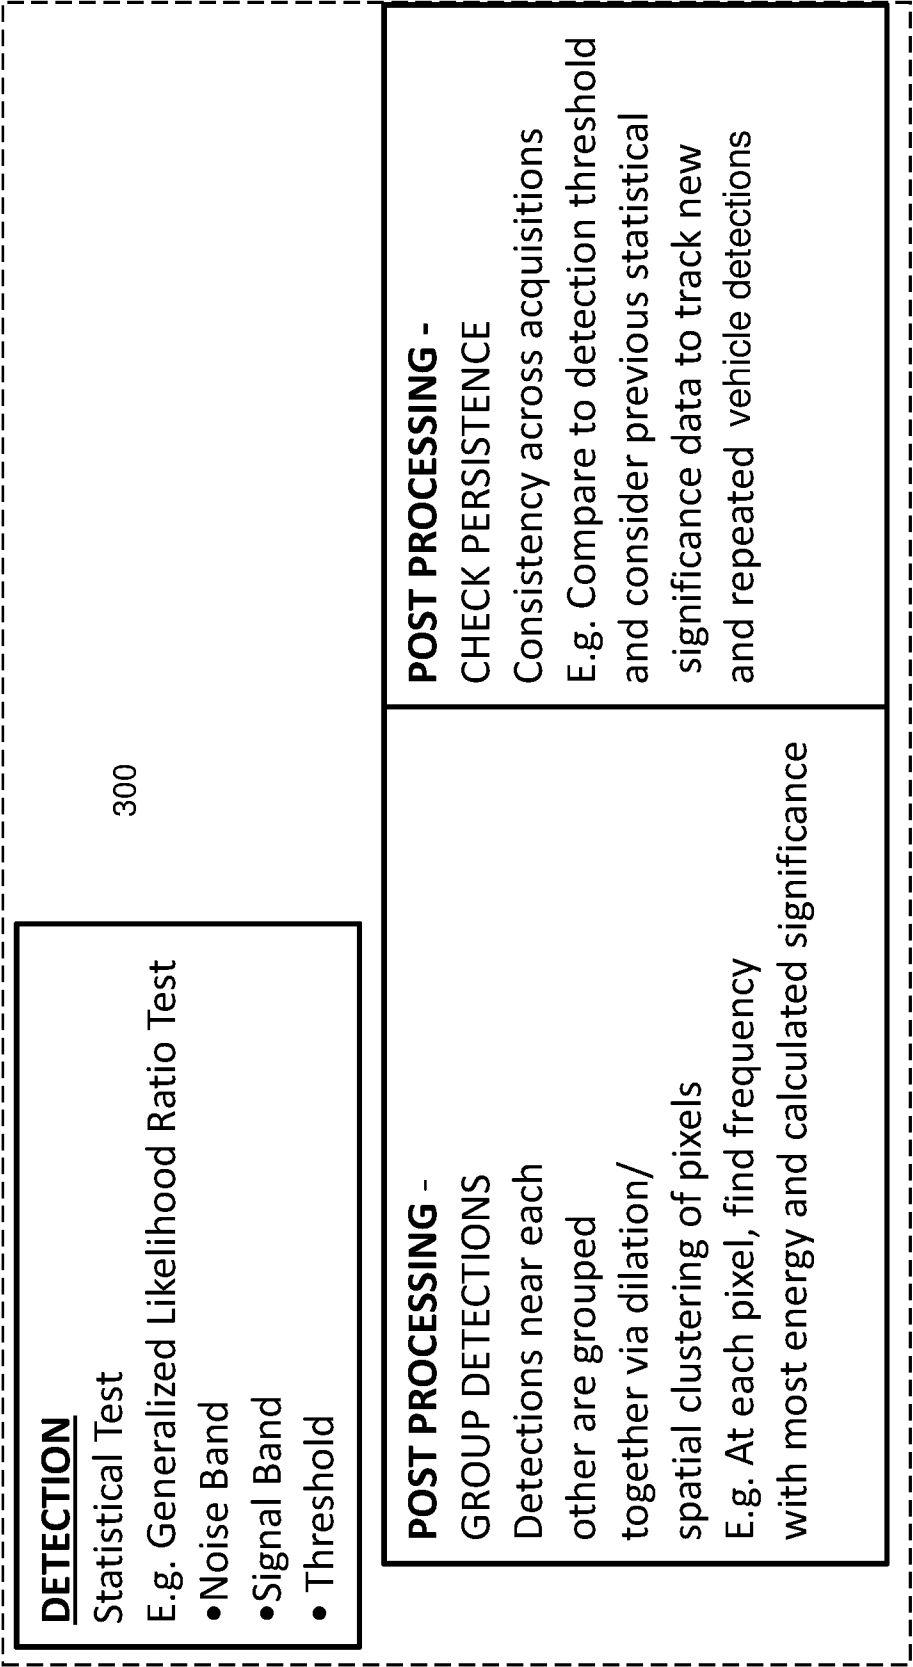 DETECTION
Statistical Test
E.g. Generalized Likelihood Ratio Test
•Noise Band
•Signal Band
• Threshold
300
POST PROCESSING -
GROUP DETECTIONS
Detections near each
other are grouped
together via dilation/
spatial clustering of pixels
E.g. At each pixel, find frequency
with most energy and calculated significance
POST PROCESSING -
CHECK PERSISTENCE
Consistency across acquisitions
E.g. Compare to detection threshold
and consider previous statistical
significance data to track new
and repeated vehicle detections